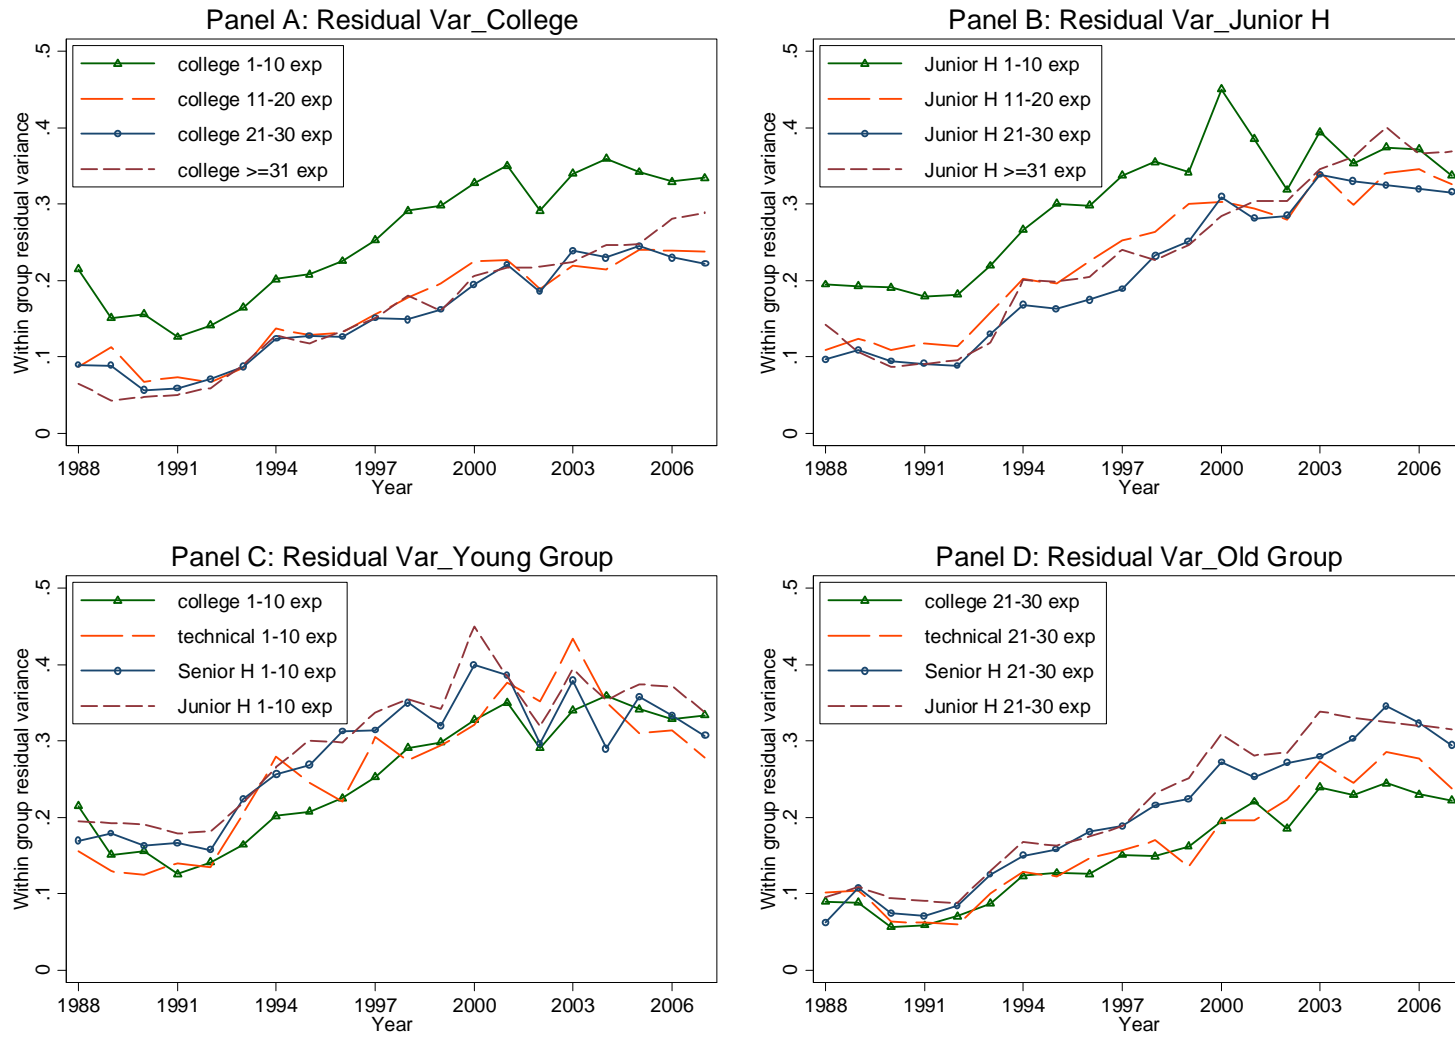 Panel A: Residual Var_College
Within group residual variance
.5
.4
.3
.2
.1
0
college 1-10 exp
college 11-20 exp
college 21-30 exp
college >=31 exp
1988 1991 1994 1997 2000 2003 2006
Year
Panel B: Residual Var_Junior H
Within group residual variance
.5
.4
.3
.2
.1
0
Junior H 1-10 exp
Junior H 11-20 exp
Junior H 21-30 exp
Junior H >=31 exp
1988 1991 1994 1997 2000 2003 2006
Year
Panel C: Residual Var_Young Group
Within group residual variance
.5
.4
.3
.2
.1
0
college 1-10 exp
technical 1-10 exp
Senior H 1-10 exp
Junior H 1-10 exp
1988 1991 1994 1997 2000 2003 2006
Year
Panel D: Residual Var_Old Group
Within group residual variance
.5
.4
.3
.2
.1
0
college 21-30 exp
technical 21-30 exp
Senior H 21-30 exp
Junior H 21-30 exp
1988 1991 1994 1997 2000 2003 2006
Year